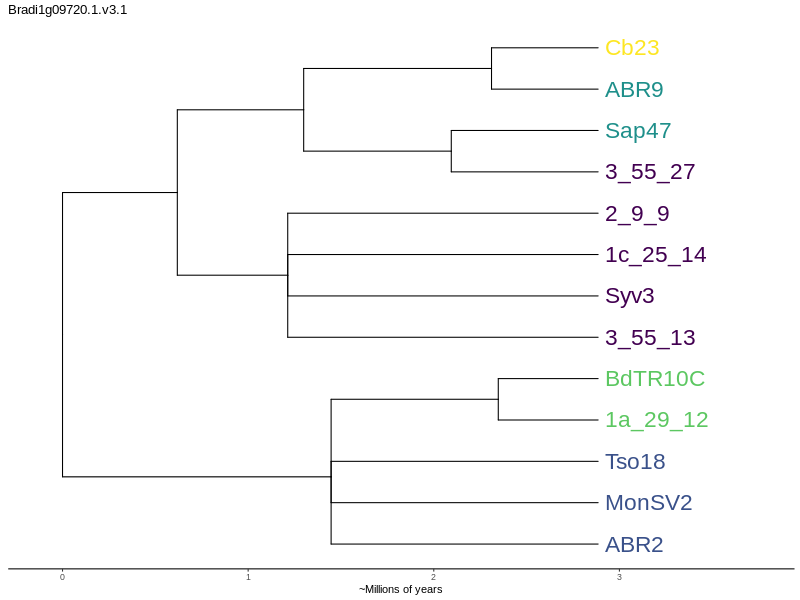 Bradi1g09720.1.v3.1
Cb23
ABR9
Sap47
3_55_27
2_9_9
1c_25_14
Syv3
3_55_13
BdTR10C
1a_29_12
Tso18
MonSV2
ABR2
0 1 2 3
~Millions of years